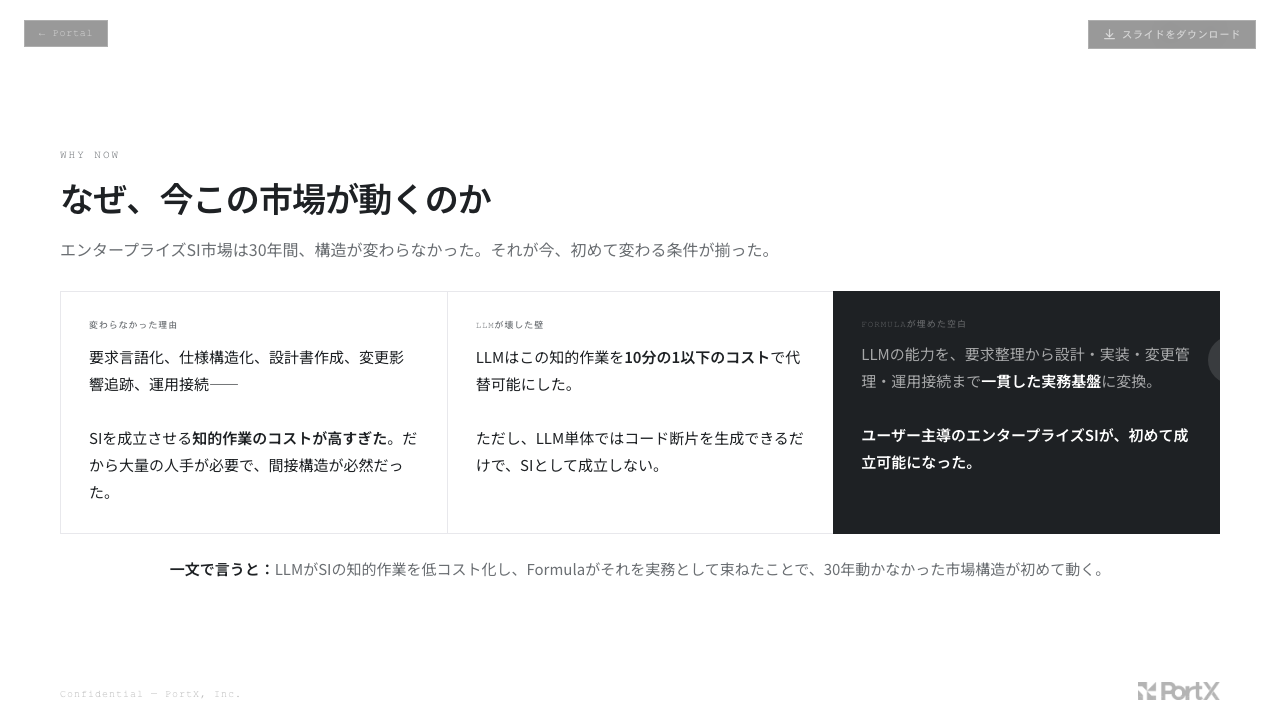 ← Portal
スライドをダウンロード
WHY NOW
なぜ、今この市場が動くのか
エンタープライズSI市場は30年間、構造が変わらなかった。それが今、初めて変わる条件が揃った。
変わらなかった理由
要求言語化、仕様構造化、設計書作成、変更影
響追跡、運用接続——
SIを成立させる知的作業のコストが高すぎた。だ
から大量の人手が必要で、間接構造が必然だっ
た。
LLMが壊した壁
LLMはこの知的作業を10分の1以下のコストで代
替可能にした。
ただし、LLM単体ではコード断片を生成できるだ
けで、SIとして成立しない。
FORMULAが埋めた空白
LLMの能力を、要求整理から設計・実装・変更管
理・運用接続まで一貫した実務基盤に変換。
ユーザー主導のエンタープライズSIが、初めて成
立可能になった。
一文で言うと：LLMがSIの知的作業を低コスト化し、Formulaがそれを実務として束ねたことで、30年動かなかった市場構造が初めて動く。
Confidential — PortX, Inc.
PortX